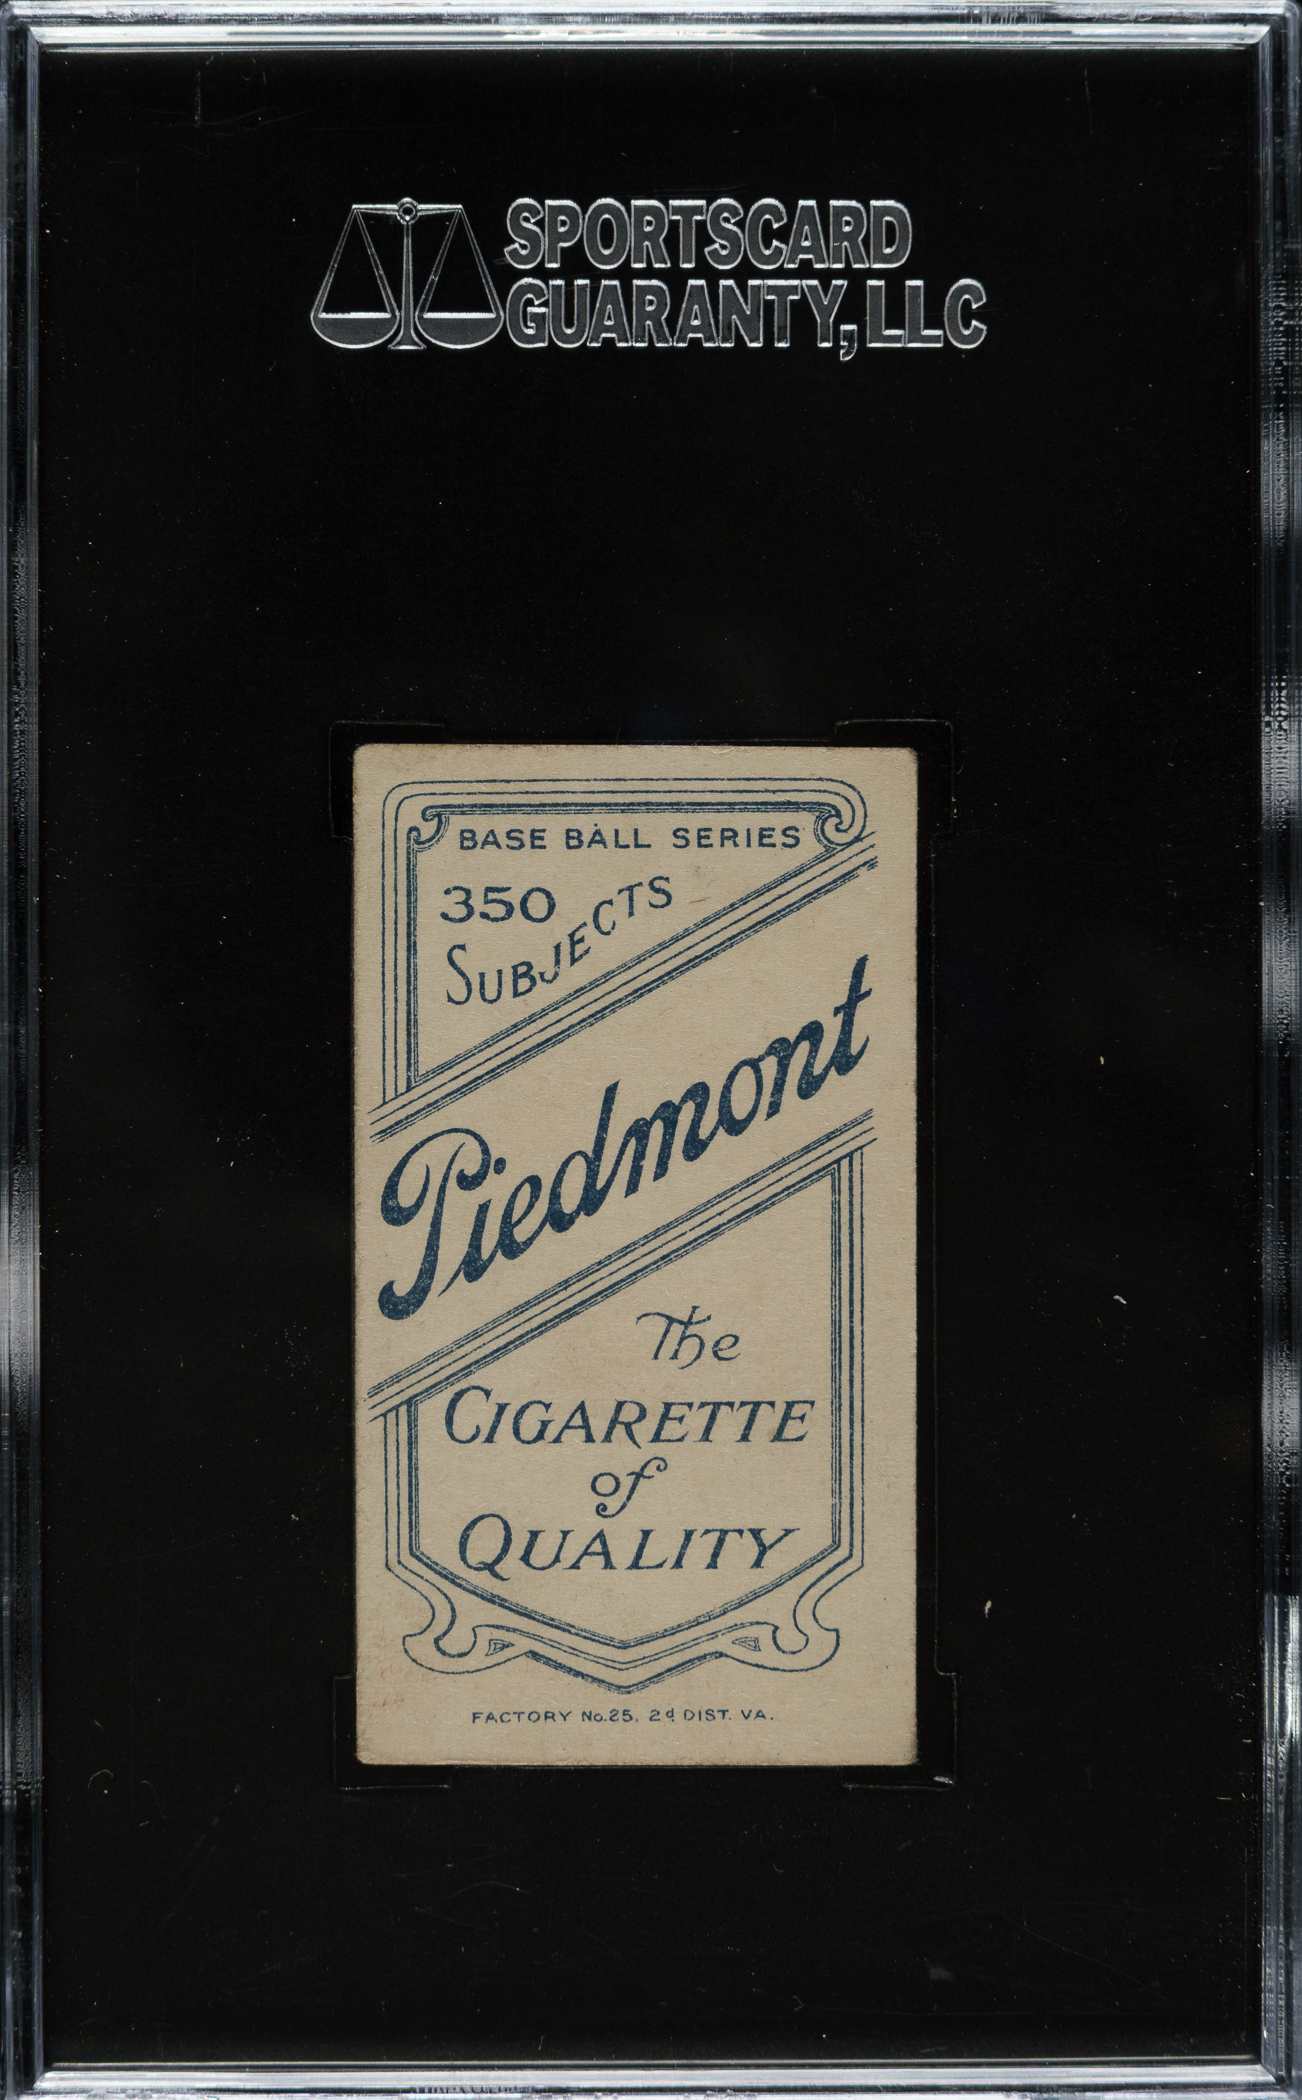 SPORTSCARD
GUARANTY, LLC
BASE BALL SERIES
350
SUBJECTS
Piedmont
The
CIGARETTE
of
QUALITY
FACTORY No.25. 2d DIST. VA.